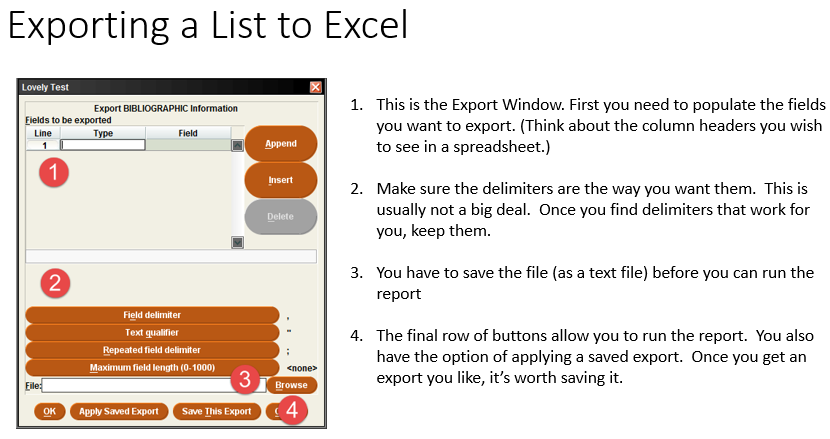 Exporting a List to Excel
Lovely Test
Export BIBLIOGRAPHIC Information
Fields to be exported
Line Type Field
1
Append
Insert
Delete
1
2
Field delimiter ,
Text qualifier "
Repeated field delimiter ;
Maximum field length (0-1000) <none>
3
File: Browse
OK Apply Saved Export Save This Export
4
1. This is the Export Window. First you need to populate the fields
you want to export. (Think about the column headers you wish
to see in a spreadsheet.)
2. Make sure the delimiters are the way you want them. This is
usually not a big deal. Once you find delimiters that work for
you, keep them.
3. You have to save the file (as a text file) before you can run the
report
4. The final row of buttons allow you to run the report. You also
have the option of applying a saved export. Once you get an
export you like, it’s worth saving it.